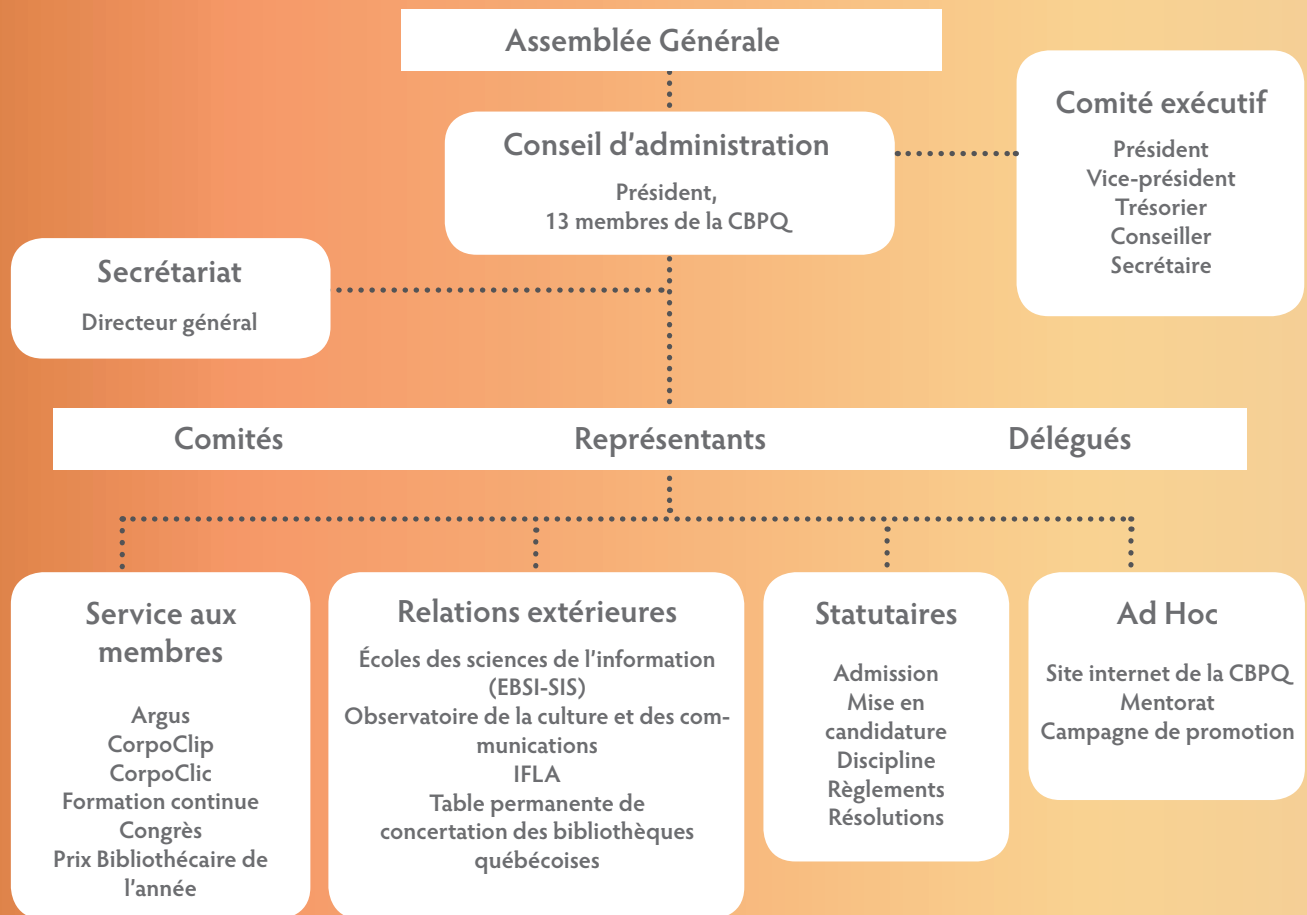 Assemblée Générale
Conseil d'administration
Président,
13 membres de la CBPQ
Comité exécutif
Président
Vice-président
Trésorier
Conseiller
Secrétaire
Secrétariat
Directeur général
Comités
Représentants
Délégués
Service aux
membres
Argus
CorpoClip
CorpoClic
Formation continue
Congrès
Prix Bibliothécaire de
l'année
Relations extérieures
Écoles des sciences de l'information
(EBSI-SIS)
Observatoire de la culture et des com-
munications
IFLA
Table permanente de
concertation des bibliothèques
québécoises
Statutaires
Admission
Mise en
candidature
Discipline
Règlements
Résolutions
Ad Hoc
Site internet de la CBPQ
Mentorat
Campagne de promotion